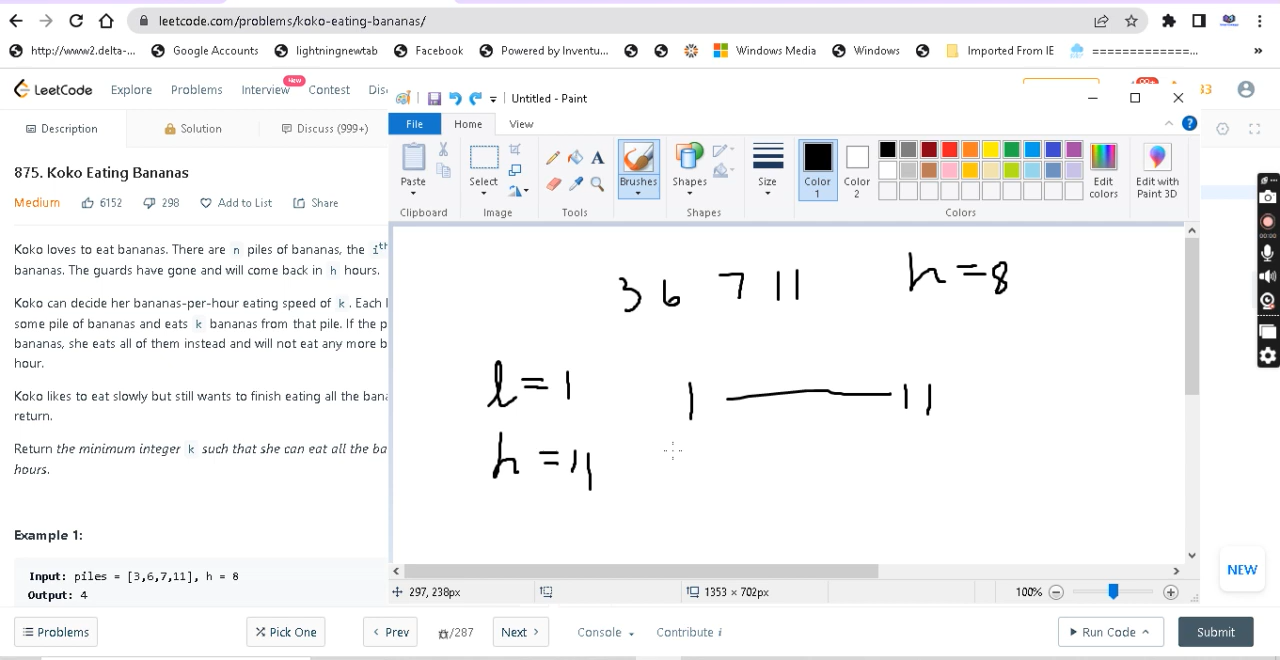 leetcode.com/problems/koko-eating-bananas/
http://www2.delta-... Google Accounts lightningnewtab Facebook Powered by Inventu... Windows Media Windows Imported From IE =============... »
LeetCode Explore Problems Interview New Contest Dis
99+ 33
Description Solution Discuss (999+)
Untitled - Paint
File Home View
875. Koko Eating Bananas
Medium 6152 298 Add to List Share
Paste Select Brushes Shapes Size Color 1 Color 2 Edit colors Edit with Paint 3D
Clipboard Image Tools Shapes Colors
Koko loves to eat bananas. There are n piles of bananas, the ith
bananas. The guards have gone and will come back in h hours.
Koko can decide her bananas-per-hour eating speed of k. Each
some pile of bananas and eats k bananas from that pile. If the p
bananas, she eats all of them instead and will not eat any more b
hour.
Koko likes to eat slowly but still wants to finish eating all the bana
return.
Return the minimum integer k such that she can eat all the ba
hours.
3 6 7 11 h=8
l=1 1 11
h=11
Example 1:
Input: piles = [3,6,7,11], h = 8
Output: 4
00:00
NEW
297, 238px 1353 × 702px 100%
Problems Pick One Prev /287 Next Console Contribute i Run Code Submit